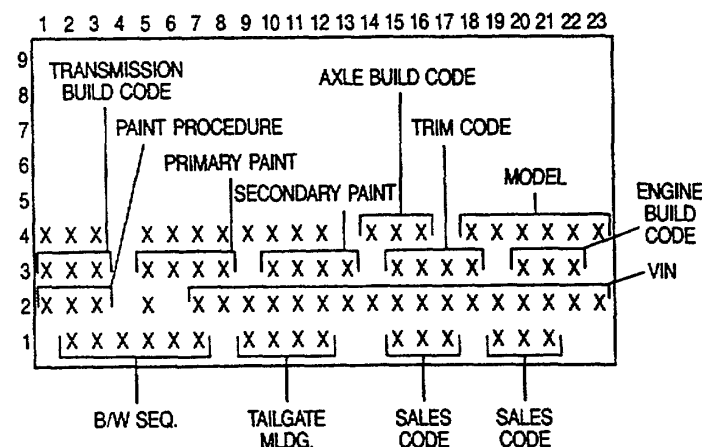 1 2 3 4 5 6 7 8 9 10 11 12 13 14 15 16 17 18 19 20 21 22 23
9
TRANSMISSION
BUILD CODE
AXLE BUILD CODE
8
7
PAINT PROCEDURE
TRIM CODE
6
PRIMARY PAINT
MODEL
5
SECONDARY PAINT
ENGINE
BUILD
CODE
4 X X X X X X X X X X X X X X X X X X X X
3 X X X X X X X X X X X X X X X X X X
VIN
2 X X X X X X X X X X X X X X X X X X X X X
1 X X X X X X X X X X X X X X X X
B/W SEQ.
TAILGATE
MLDG.
SALES
CODE
SALES
CODE